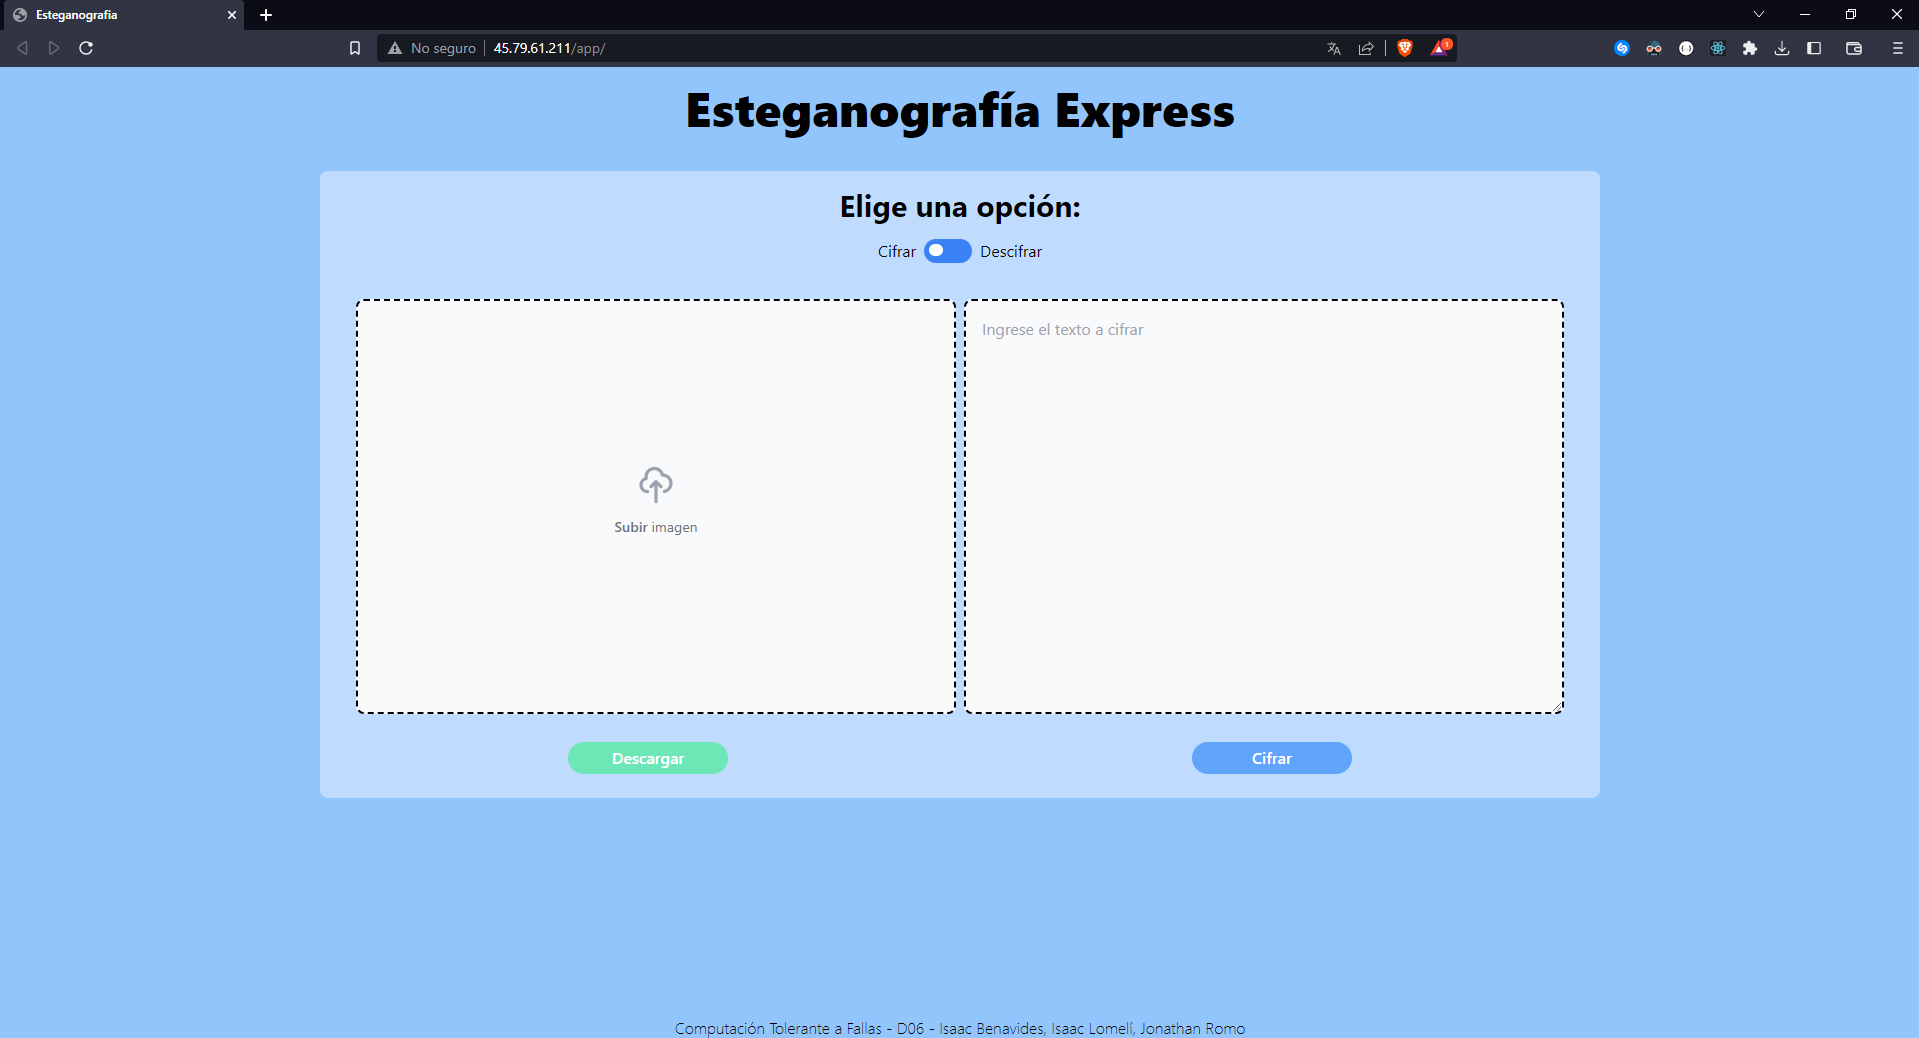 Esteganografia
No seguro 45.79.61.211/app/
1
Esteganografía Express
Elige una opción:
Cifrar Descifrar
Ingrese el texto a cifrar
Subir imagen
Descargar Cifrar
Computación Tolerante a Fallas - D06 - Isaac Benavides, Isaac Lomelí, Jonathan Romo